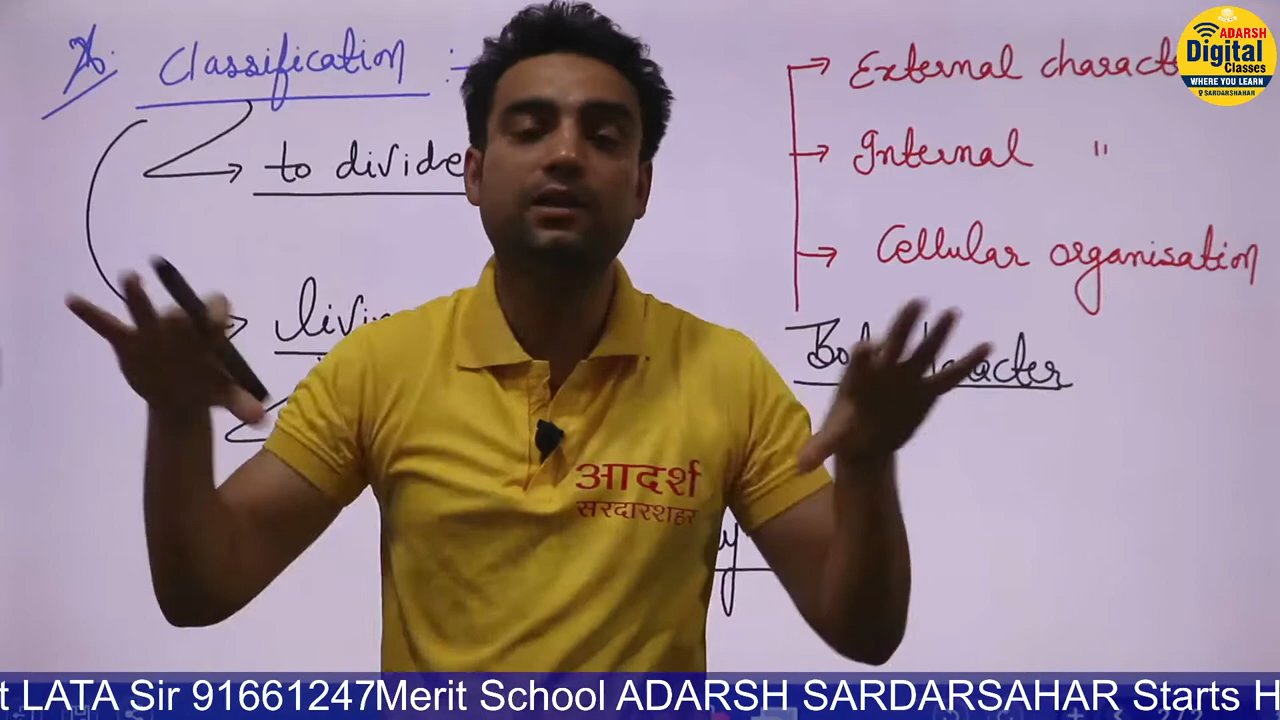 Classification :-
to divide
External charact
Internal "
Cellular organisation
ADARSH
Digital
Classes
WHERE YOU LEARN
SARDARSHAHAR
आदर्श
सरदारशहर
t LATA Sir 91661247Merit School ADARSH SARDARSAHAR Starts H